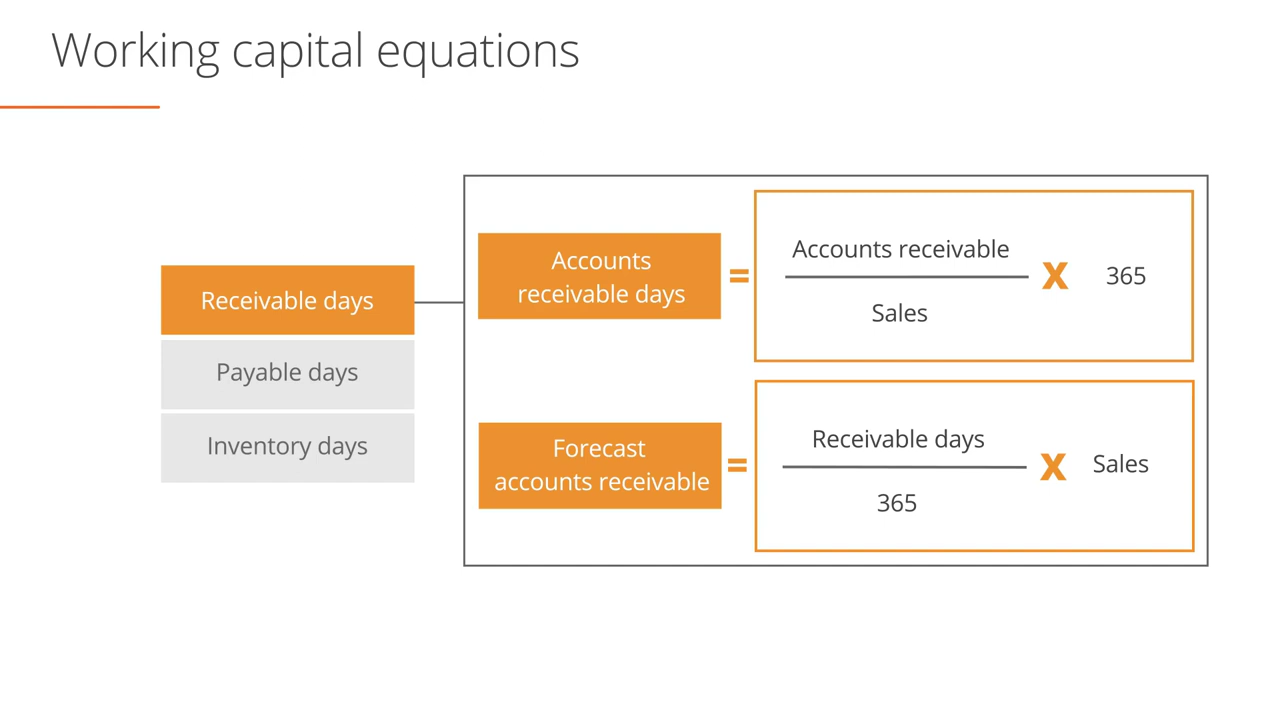 Working capital equations
Receivable days
Payable days
Inventory days
Accounts
receivable days
=
Accounts receivable
Sales
X
365
Forecast
accounts receivable
=
Receivable days
365
X
Sales